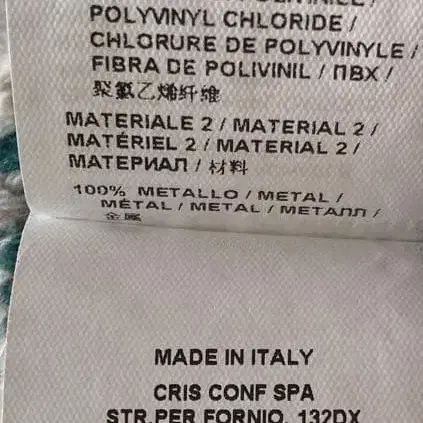 POLYVINYL CHLORIDE /
CHLORURE DE POLYVINYLE /
FIBRA DE POLIVINIL / ПВХ /
聚氯乙烯纤维
MATERIALE 2 / MATERIAL 2 /
MATÉRIEL 2 / MATERIAL 2 /
МАТЕРИАЛ / 材料
100% METALLO / METAL /
MÉTAL / METAL / МЕТАЛЛ /
金属
MADE IN ITALY
CRIS CONF SPA
STR.PER FORNIO, 132DX